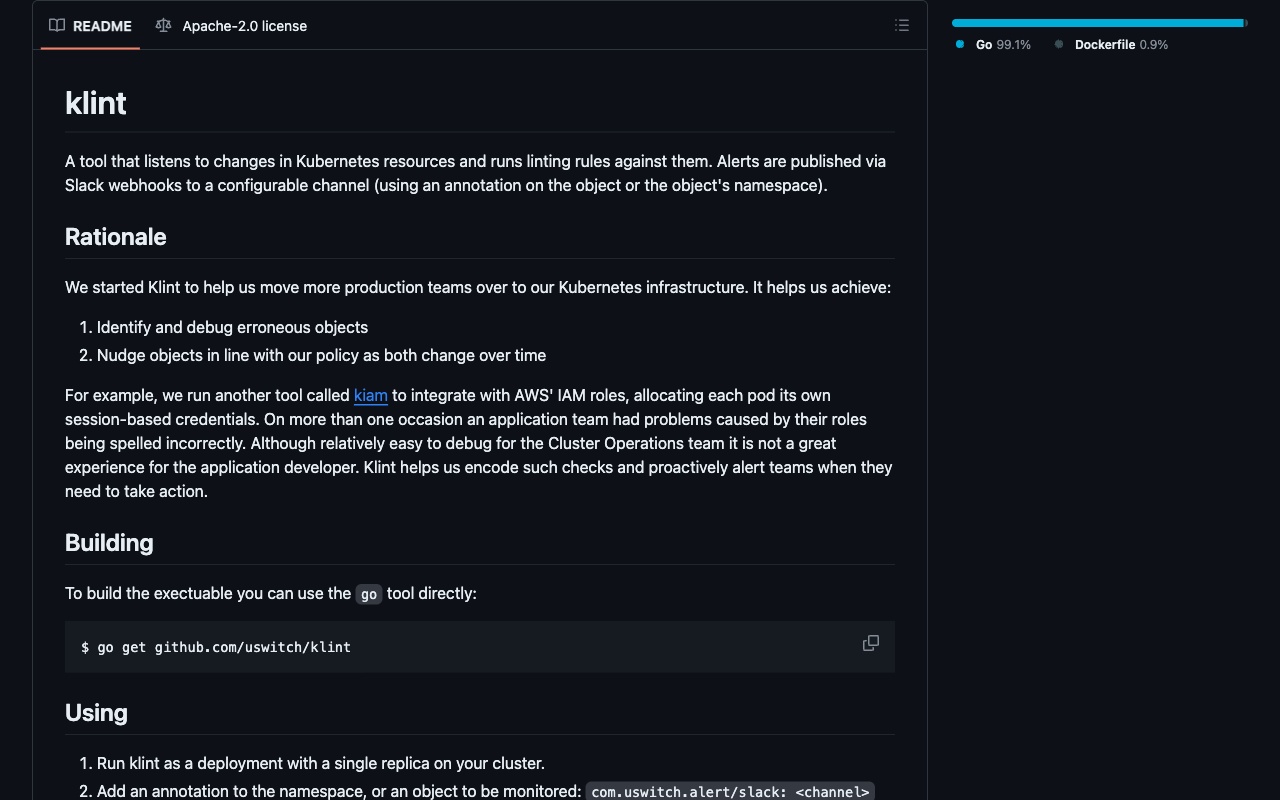 README
Apache-2.0 license
Go 99.1%
Dockerfile 0.9%
klint
A tool that listens to changes in Kubernetes resources and runs linting rules against them. Alerts are published via
Slack webhooks to a configurable channel (using an annotation on the object or the object's namespace).
Rationale
We started Klint to help us move more production teams over to our Kubernetes infrastructure. It helps us achieve:
1. Identify and debug erroneous objects
2. Nudge objects in line with our policy as both change over time
For example, we run another tool called kiam to integrate with AWS' IAM roles, allocating each pod its own
session-based credentials. On more than one occasion an application team had problems caused by their roles
being spelled incorrectly. Although relatively easy to debug for the Cluster Operations team it is not a great
experience for the application developer. Klint helps us encode such checks and proactively alert teams when they
need to take action.
Building
To build the exectuable you can use the go tool directly:
$ go get github.com/uswitch/klint
Using
1. Run klint as a deployment with a single replica on your cluster.
2. Add an annotation to the namespace, or an object to be monitored: com.uswitch.alert/slack: <channel>